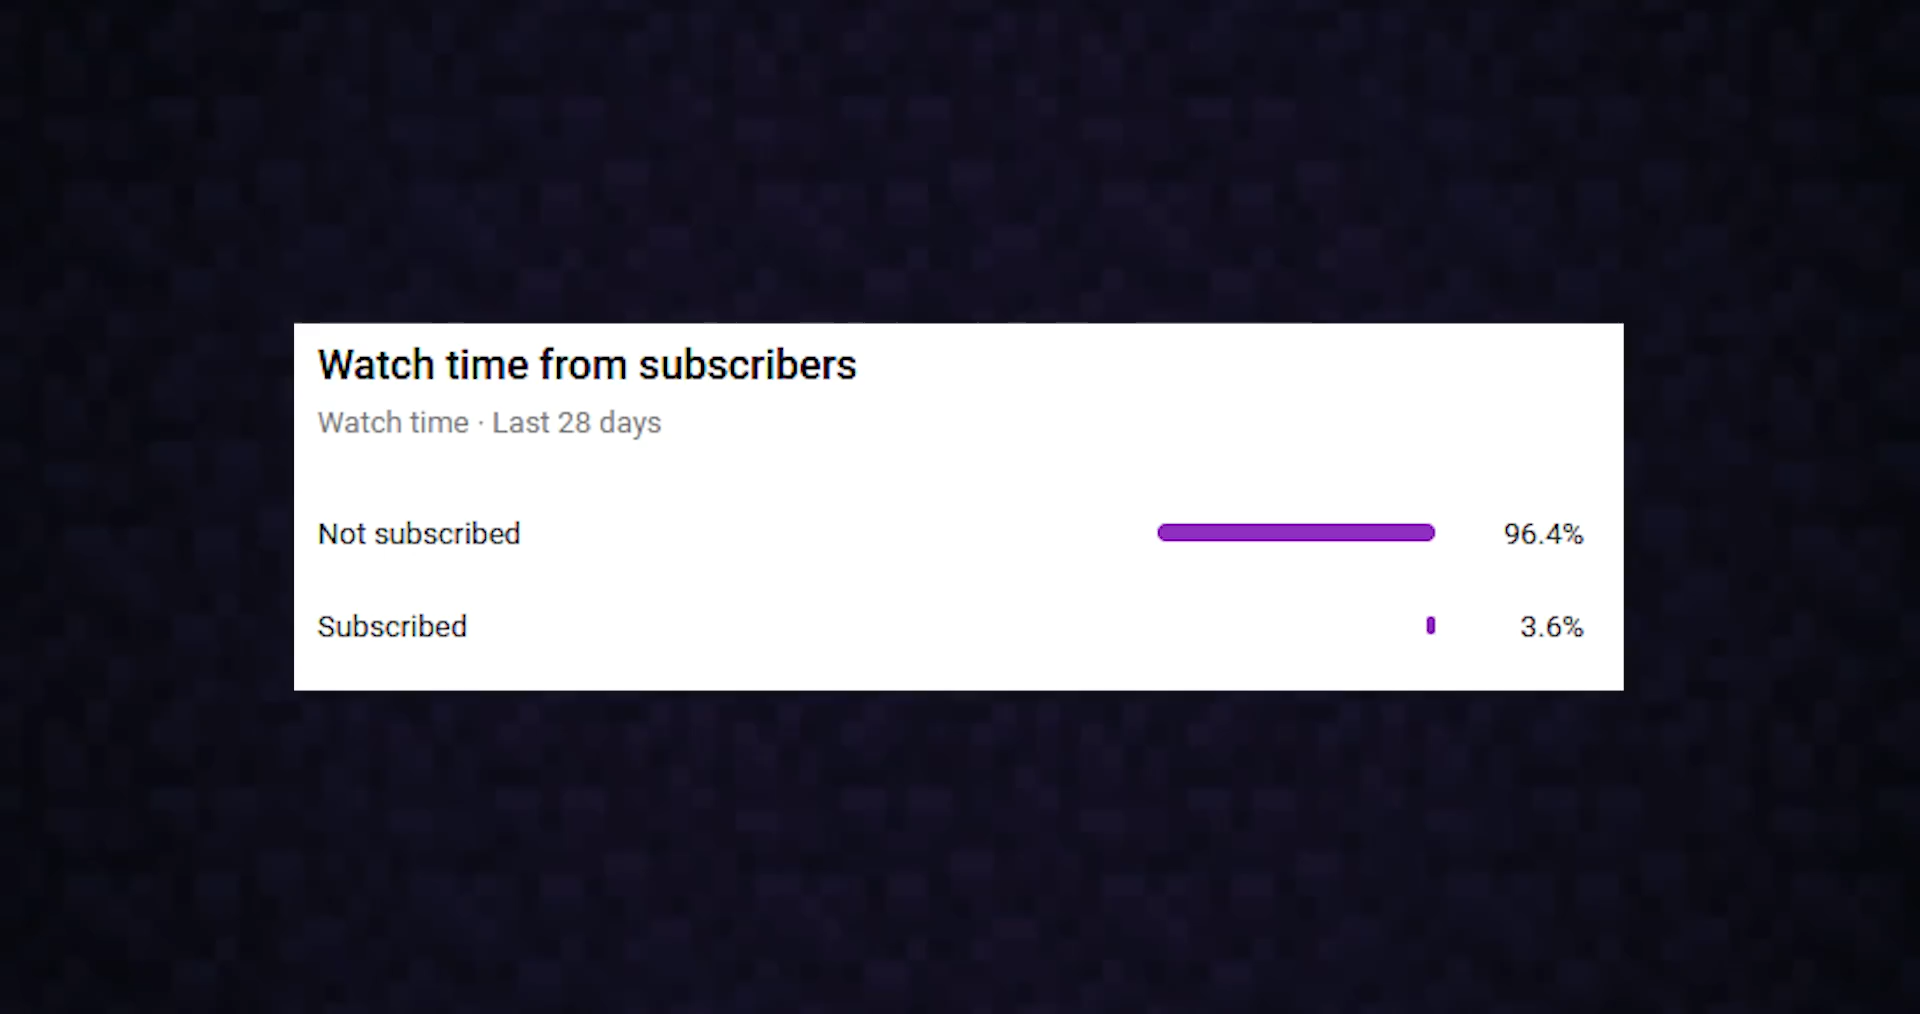 Watch time from subscribers
Watch time · Last 28 days
Not subscribed 96.4%
Subscribed 3.6%